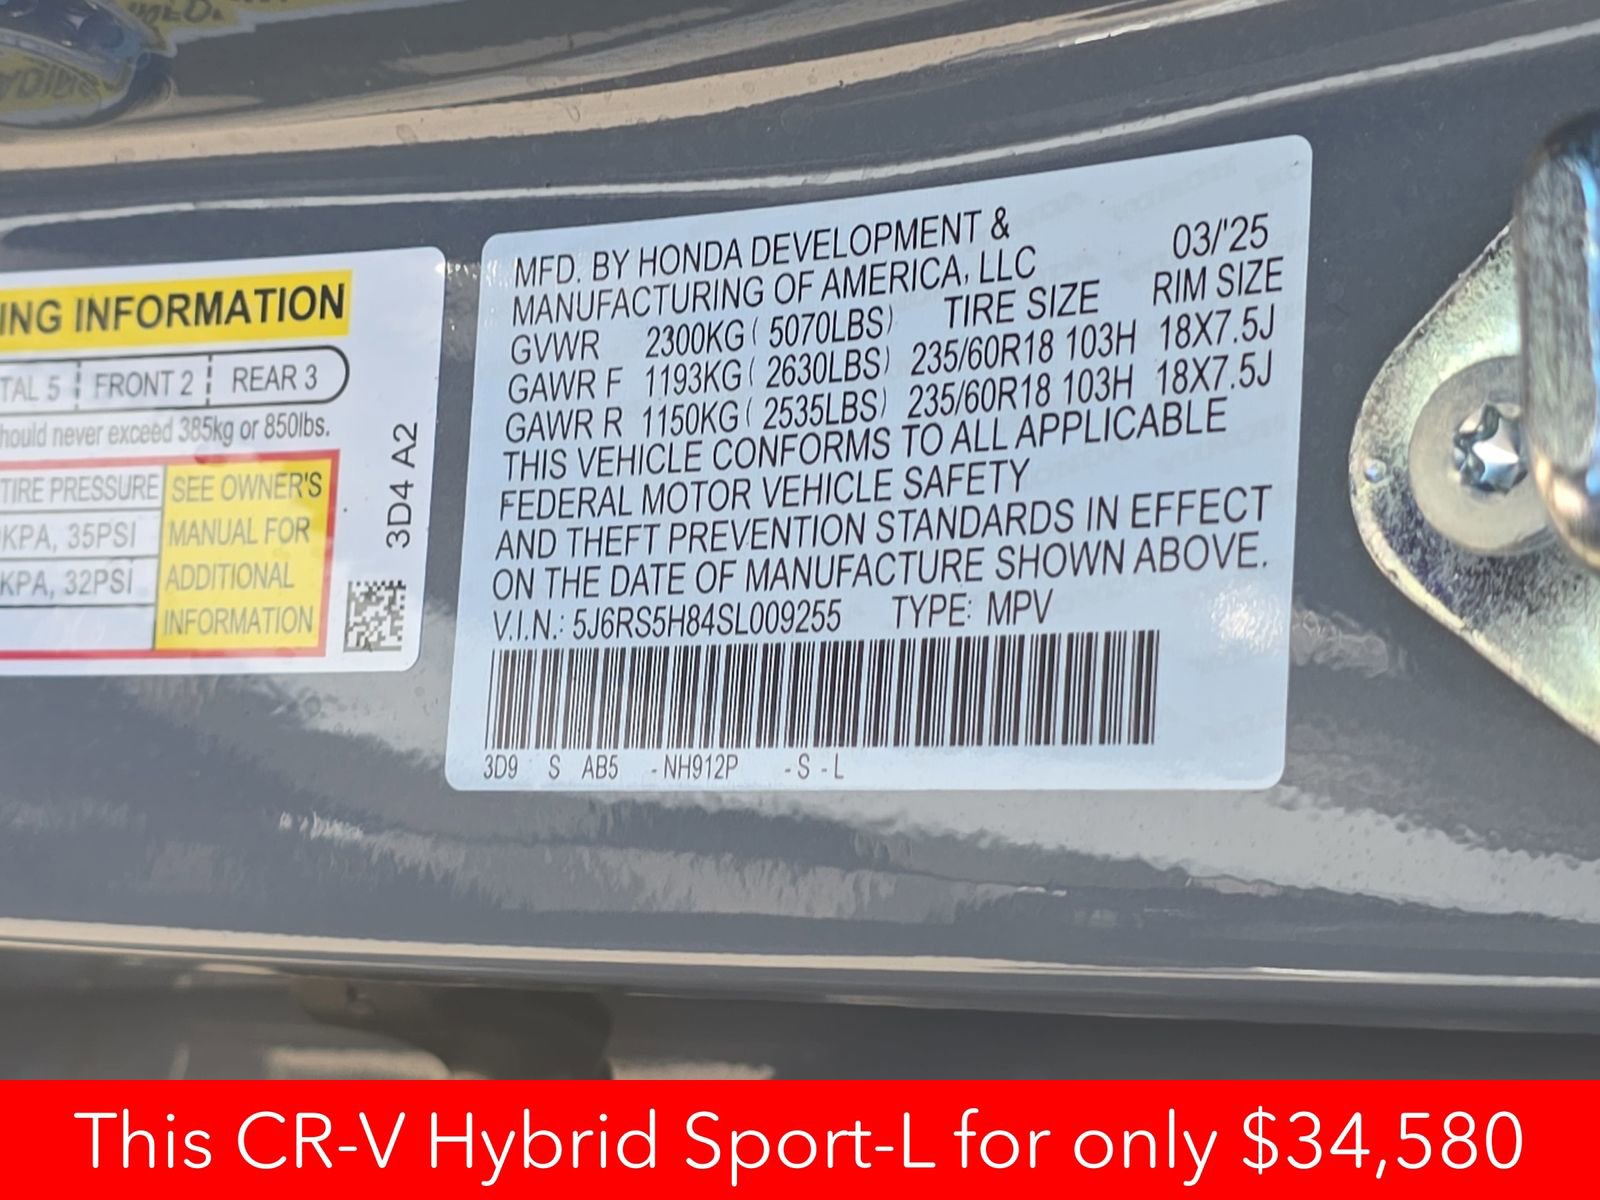 ING INFORMATION
TAL 5 FRONT 2 REAR 3
hould never exceed 385kg or 850lbs.
TIRE PRESSURE
KPA, 35PSI
KPA, 32PSI
SEE OWNER'S
MANUAL FOR
ADDITIONAL
INFORMATION
3D4 A2
MFD. BY HONDA DEVELOPMENT & 03/'25
MANUFACTURING OF AMERICA, LLC
TIRE SIZE RIM SIZE
GVWR 2300KG ( 5070LBS)
GAWR F 1193KG ( 2630LBS) 235/60R18 103H 18X7.5J
GAWR R 1150KG ( 2535LBS) 235/60R18 103H 18X7.5J
THIS VEHICLE CONFORMS TO ALL APPLICABLE
FEDERAL MOTOR VEHICLE SAFETY
AND THEFT PREVENTION STANDARDS IN EFFECT
ON THE DATE OF MANUFACTURE SHOWN ABOVE.
V.I.N.: 5J6RS5H84SL009255 TYPE: MPV
3D9 S AB5 -NH912P -S -L
This CR-V Hybrid Sport-L for only $34,580